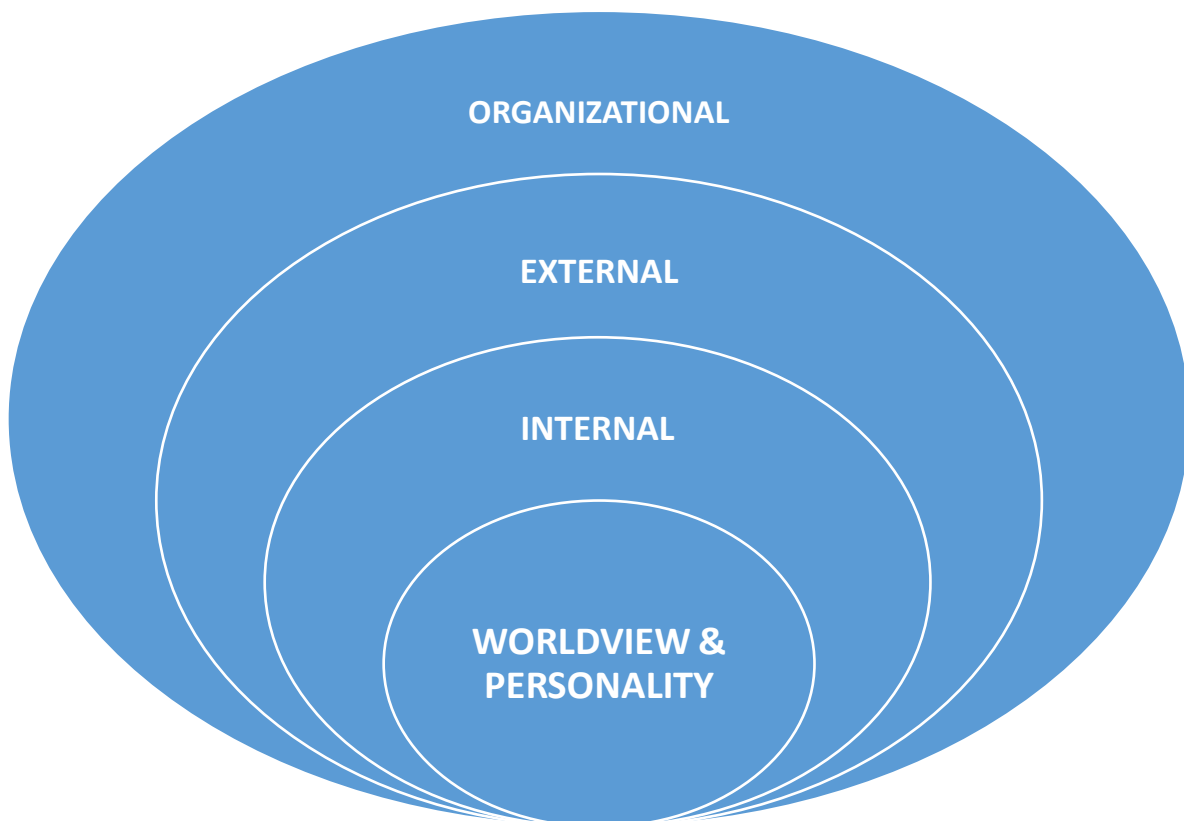 ORGANIZATIONAL
EXTERNAL
INTERNAL
WORLDVIEW &
PERSONALITY